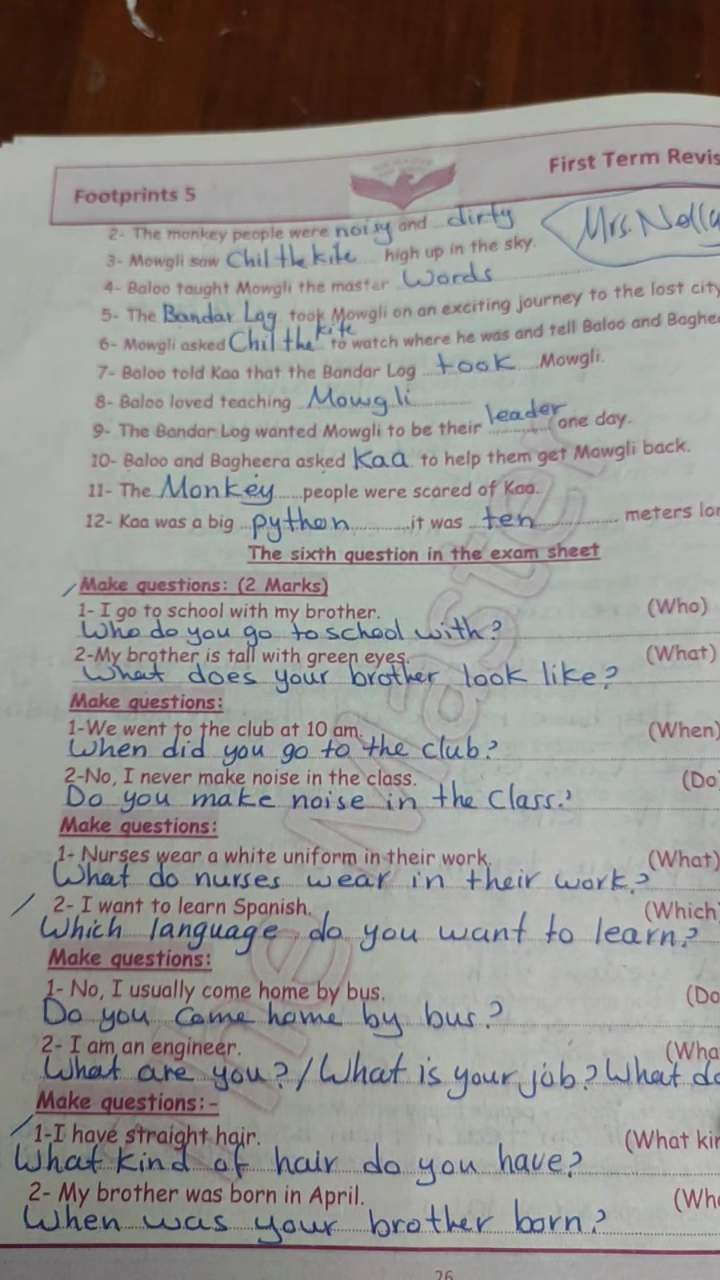 Footprints 5
First Term Revis
2- The monkey people were noisy and dirty
Mrs. Nelly
3- Mowgli saw Chil the kite high up in the sky.
4- Baloo taught Mowgli the master Words
5- The Bandar Log took Mowgli on an exciting journey to the lost city
6- Mowgli asked Chil the kite to watch where he was and tell Baloo and Baghee
7- Baloo told Kaa that the Bandar Log took Mowgli.
8- Baloo loved teaching Mowgli
9- The Bandar Log wanted Mowgli to be their leader one day.
10- Baloo and Bagheera asked Kaa to help them get Mowgli back.
11- The Monkey people were scared of Kaa.
12- Kaa was a big python it was ten meters lon
The sixth question in the exam sheet
Make questions: (2 Marks)
1- I go to school with my brother. (Who)
Who do you go to school with?
2-My brother is tall with green eyes. (What)
What does your brother look like?
Make questions:
1-We went to the club at 10 am. (When)
When did you go to the club?
2-No, I never make noise in the class. (Do
Do you make noise in the class?
Make questions:
1- Nurses wear a white uniform in their work. (What)
What do nurses wear in their work?
2- I want to learn Spanish. (Which)
Which language do you want to learn?
Make questions:
1- No, I usually come home by bus. (Do
Do you come home by bus?
2- I am an engineer. (Wha
What are you? / What is your job? What do
Make questions:-
1-I have straight hair. (What kin
What kind of hair do you have?
2- My brother was born in April. (Whe
When was your brother born?
26
The Master